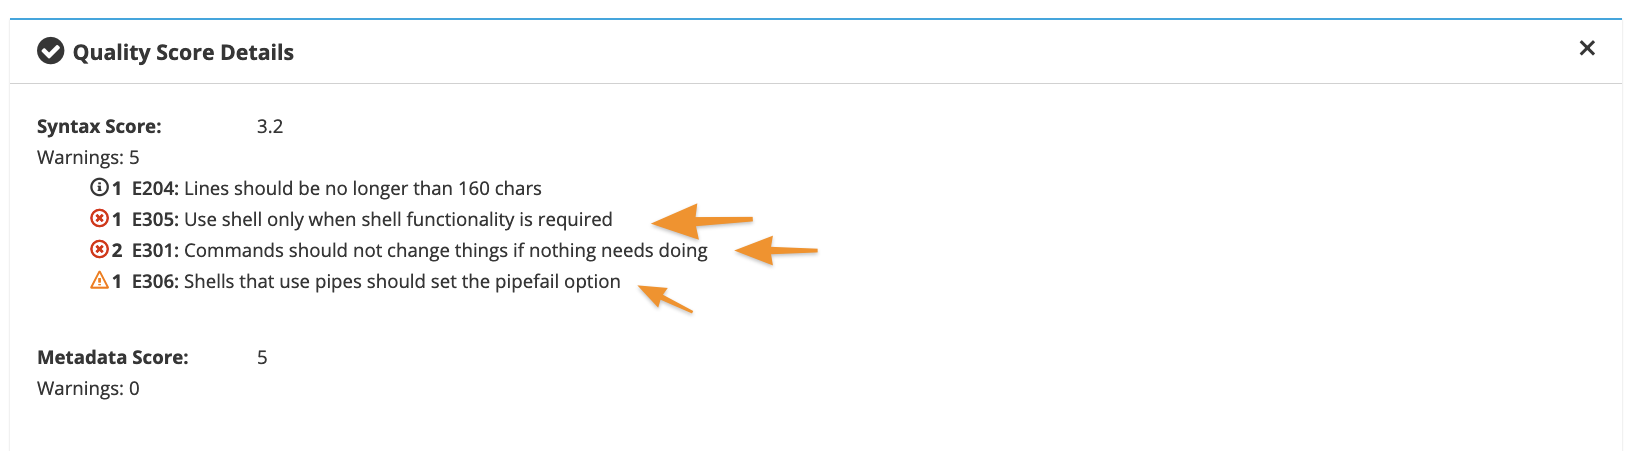 Quality Score Details
Syntax Score: 3.2
Warnings: 5
1 E204: Lines should be no longer than 160 chars
1 E305: Use shell only when shell functionality is required
2 E301: Commands should not change things if nothing needs doing
1 E306: Shells that use pipes should set the pipefail option
Metadata Score: 5
Warnings: 0